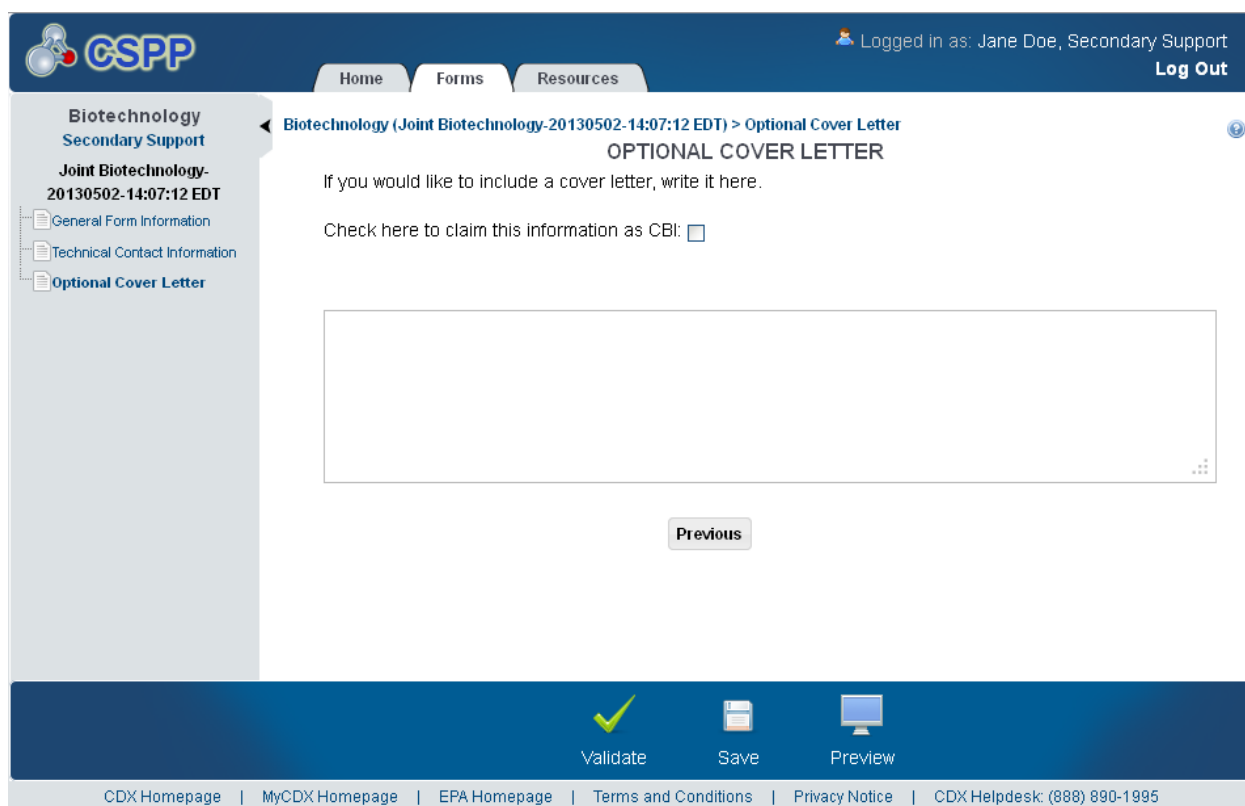 CSPP
Logged in as: Jane Doe, Secondary Support
Log Out
Home Forms Resources
Biotechnology
Secondary Support
Joint Biotechnology-
20130502-14:07:12 EDT
General Form Information
Technical Contact Information
Optional Cover Letter
Biotechnology (Joint Biotechnology-20130502-14:07:12 EDT) > Optional Cover Letter
OPTIONAL COVER LETTER
If you would like to include a cover letter, write it here.
Check here to claim this information as CBI:
Previous
Validate Save Preview
CDX Homepage | MyCDX Homepage | EPA Homepage | Terms and Conditions | Privacy Notice | CDX Helpdesk: (888) 890-1995